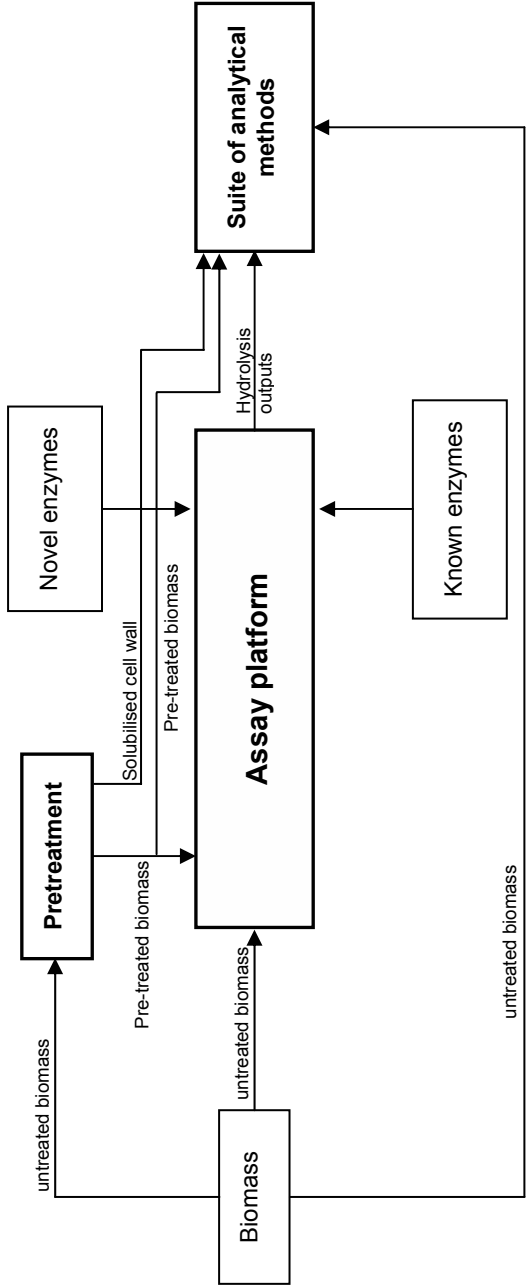 untreated biomass
Pretreatment
Novel enzymes
Solubilised cell wall
Pre-treated biomass
Pre-treated biomass
Biomass
untreated biomass
Assay platform
Hydrolysis
outputs
Suite of analytical
methods
Known enzymes
untreated biomass